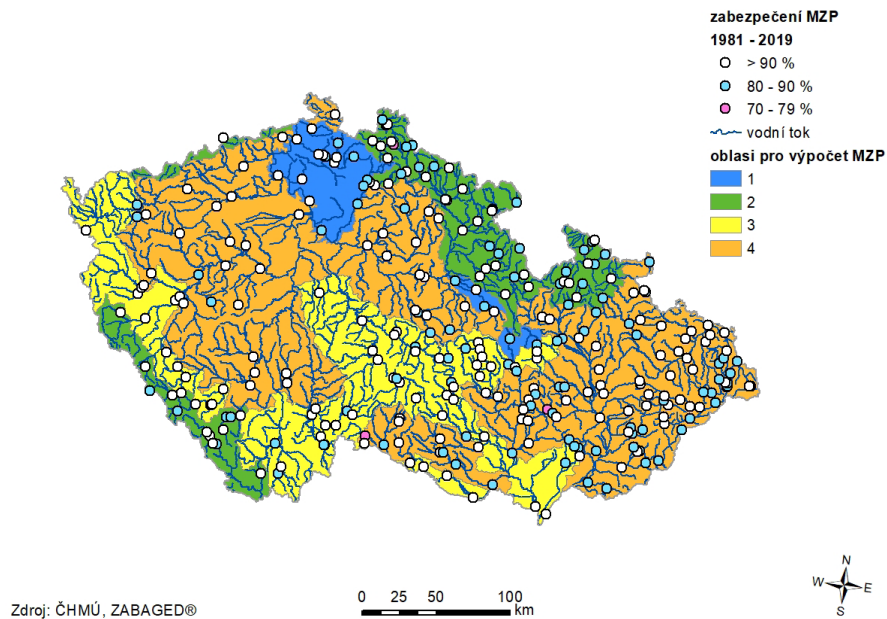 zabezpečení MZP
1981 - 2019
> 90 %
80 - 90 %
70 - 79 %
vodní tok
oblasi pro výpočet MZP
1
2
3
4
N
W E
S
0 25 50 100
km
Zdroj: ČHMÚ, ZABAGED®